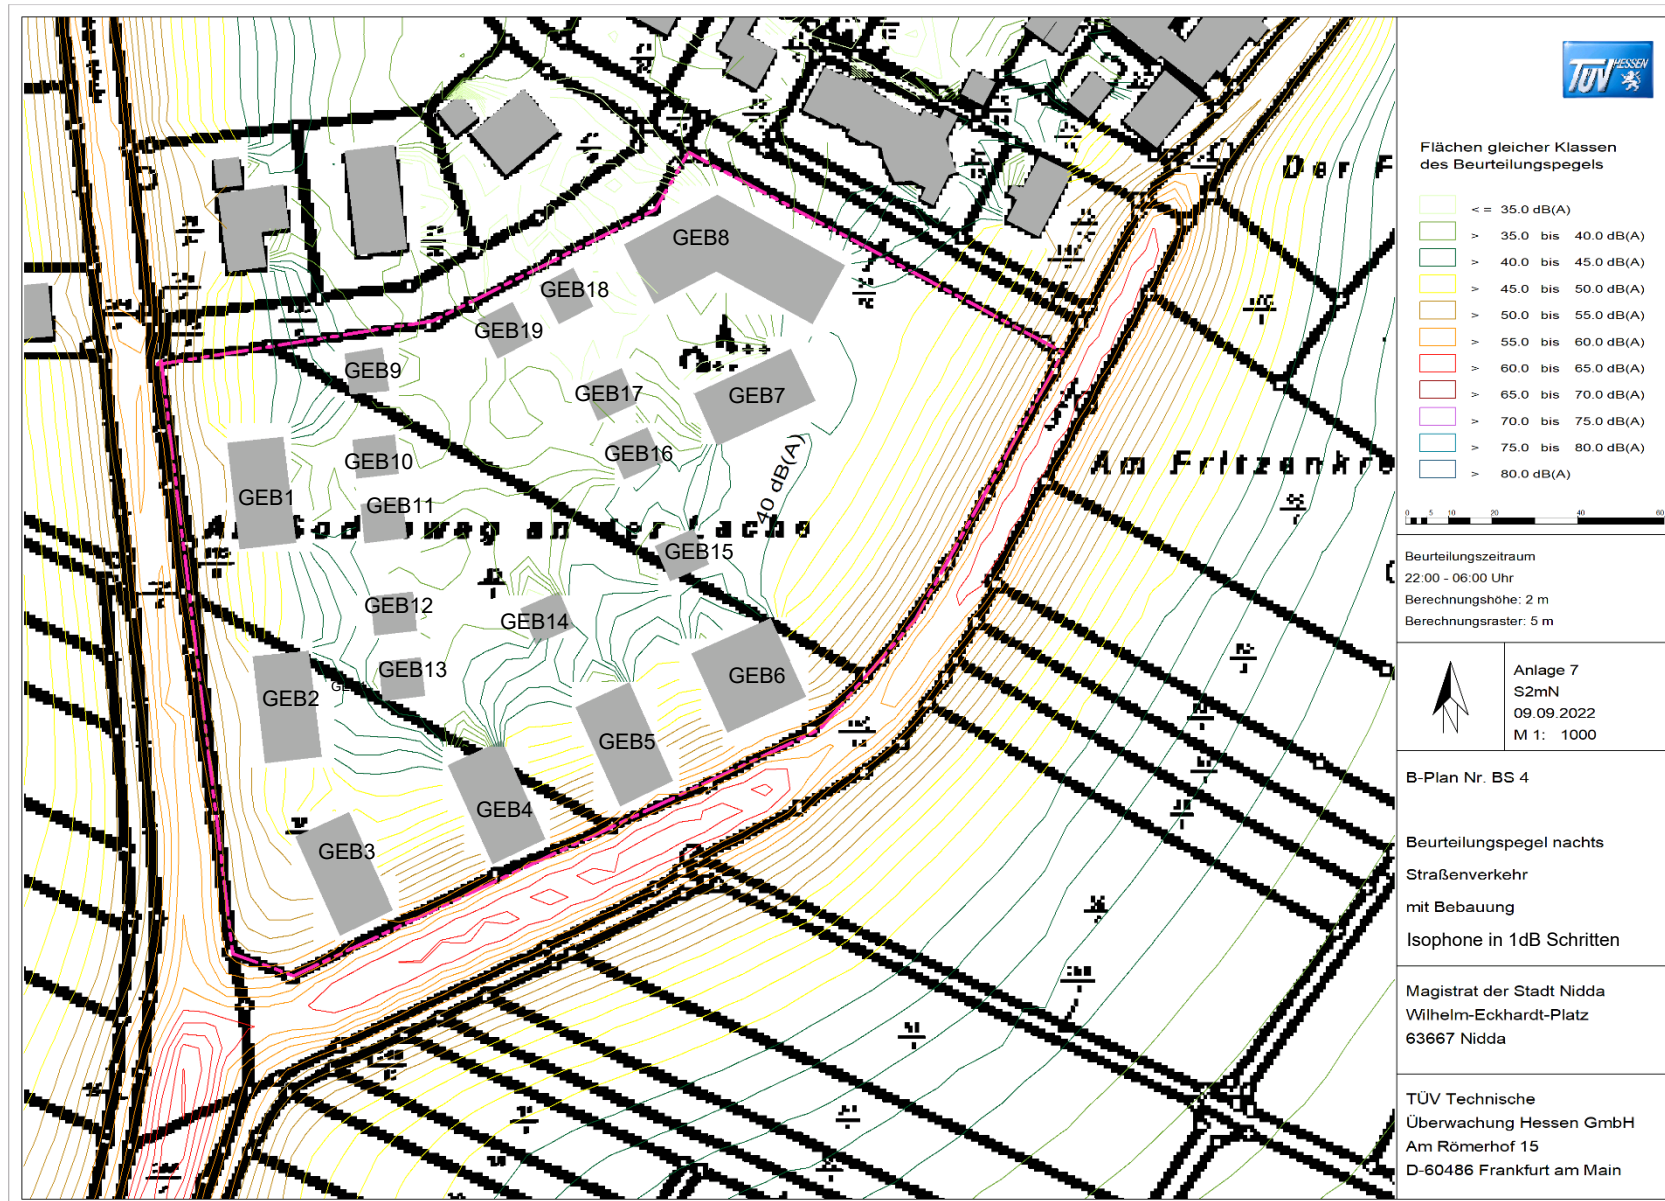 TÜV HESSEN
Flächen gleicher Klassen
des Beurteilungspegels
<= 35.0 dB(A)
> 35.0 bis 40.0 dB(A)
> 40.0 bis 45.0 dB(A)
> 45.0 bis 50.0 dB(A)
> 50.0 bis 55.0 dB(A)
> 55.0 bis 60.0 dB(A)
> 60.0 bis 65.0 dB(A)
> 65.0 bis 70.0 dB(A)
> 70.0 bis 75.0 dB(A)
> 75.0 bis 80.0 dB(A)
> 80.0 dB(A)
0 5 10 20 40 60
Beurteilungszeitraum
22:00 - 06:00 Uhr
Berechnungshöhe: 2 m
Berechnungsraster: 5 m
Anlage 7
S2mN
09.09.2022
M 1: 1000
B-Plan Nr. BS 4
Beurteilungspegel nachts
Straßenverkehr
mit Bebauung
Isophone in 1dB Schritten
Magistrat der Stadt Nidda
Wilhelm-Eckhardt-Platz
63667 Nidda
TÜV Technische
Überwachung Hessen GmbH
Am Römerhof 15
D-60486 Frankfurt am Main
Der F
GEB8
GEB18
GEB19
GEB9
GEB17
GEB7
GEB16
GEB10
40 dB(A)
Am Fritzenkre
GEB1
GEB11
GEB15
GEB12
GEB14
GEB13
GEB2
GEB6
GEB5
GEB4
GEB3